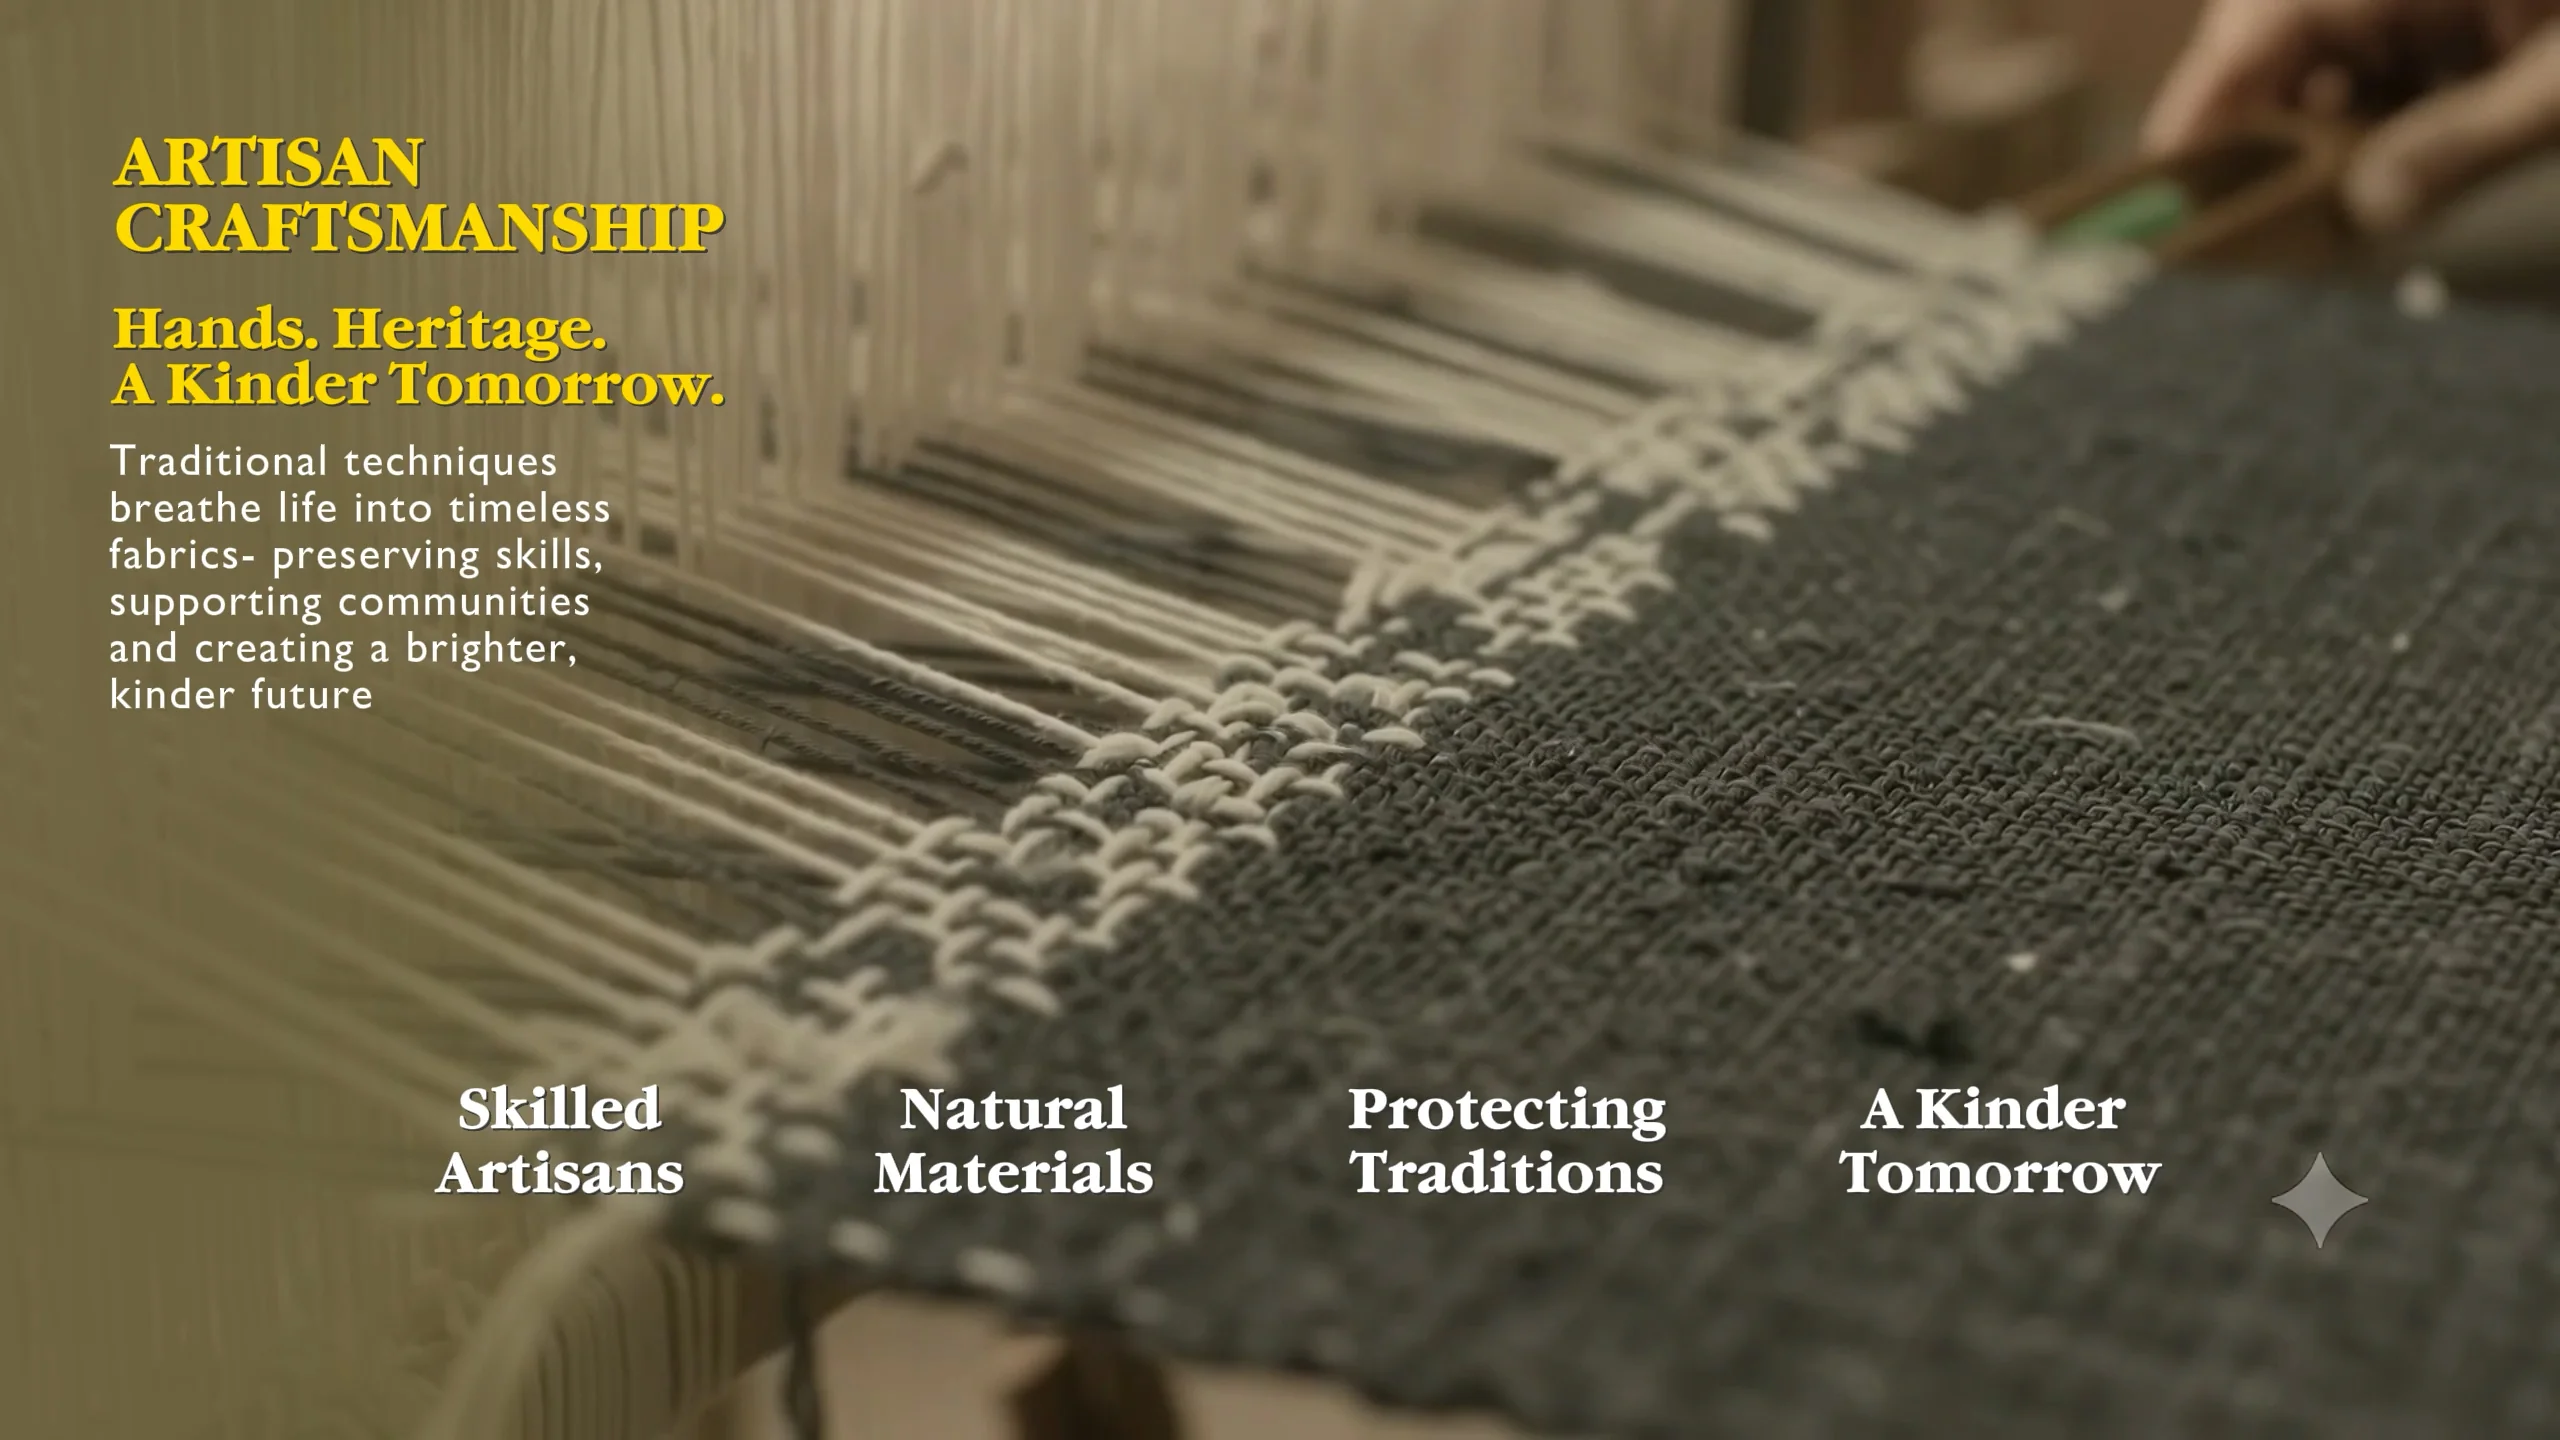 ARTISAN
CRAFTSMANSHIP
Hands. Heritage.
A Kinder Tomorrow.
Traditional techniques
breathe life into timeless
fabrics- preserving skills,
supporting communities
and creating a brighter,
kinder future
Skilled
Artisans
Natural
Materials
Protecting
Traditions
A Kinder
Tomorrow